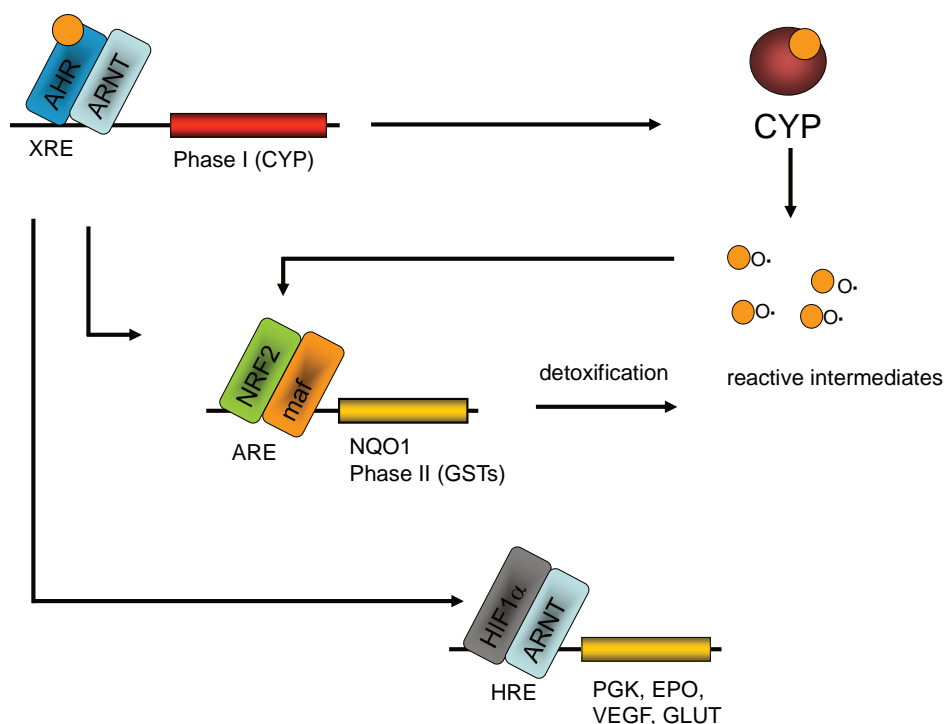 AHR
ARNT
XRE
Phase I (CYP)
CYP
O·
O·
O·
O·
reactive intermediates
detoxification
NRF2
maf
ARE
NQO1
Phase II (GSTs)
HIF1α
ARNT
HRE
PGK, EPO,
VEGF, GLUT